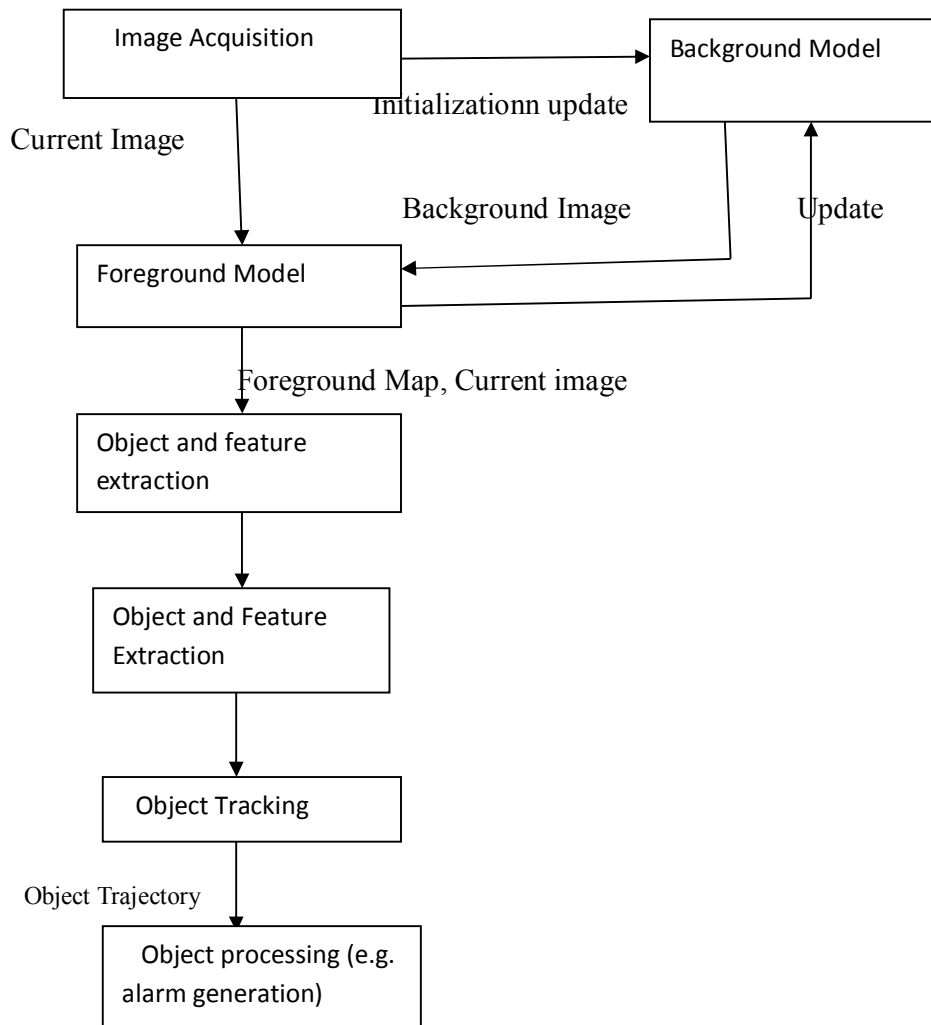 Image Acquisition
Background Model
Initializationn update
Current Image
Background Image
Update
Foreground Model
Foreground Map, Current image
Object and feature
extraction
Object and Feature
Extraction
Object Tracking
Object Trajectory
Object processing (e.g.
alarm generation)